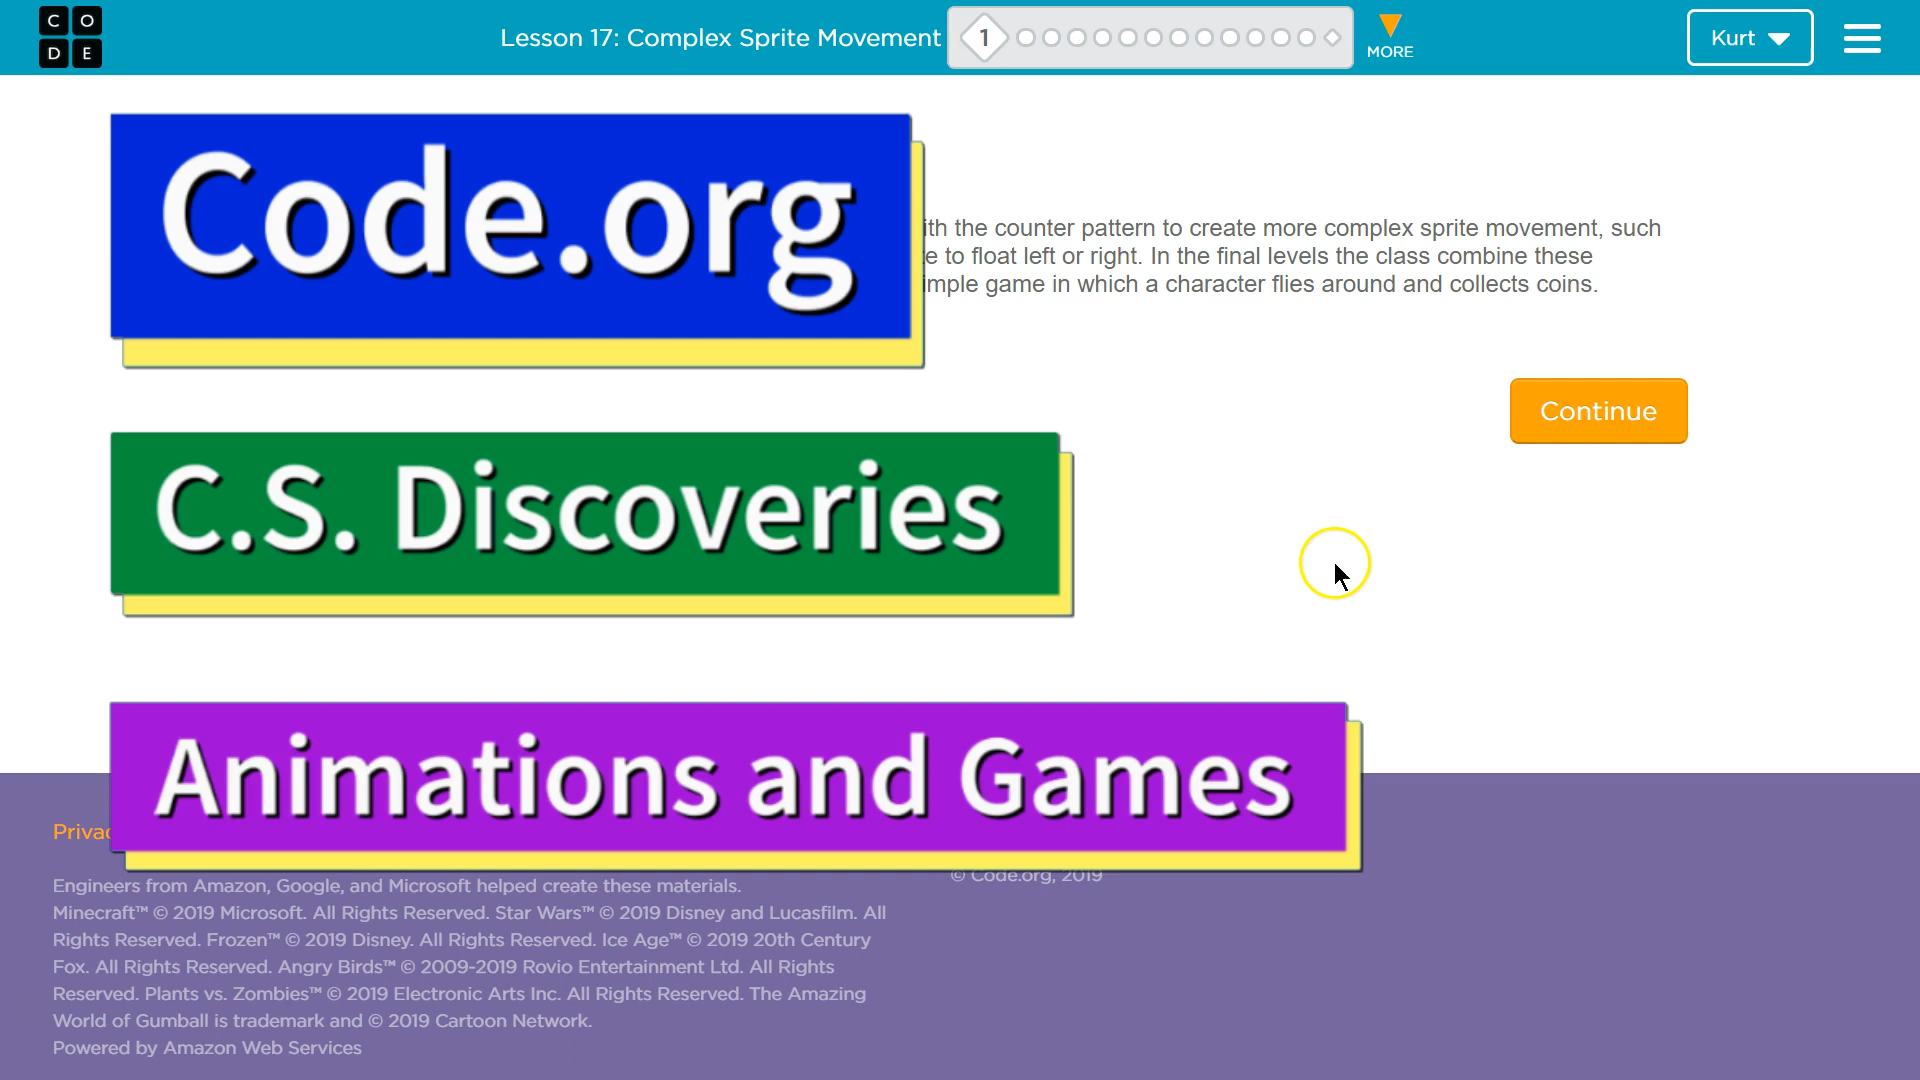 C O
D E
Lesson 17: Complex Sprite Movement
1
MORE
Kurt
Code.org
ith the counter pattern to create more complex sprite movement, such
e to float left or right. In the final levels the class combine these
imple game in which a character flies around and collects coins.
Continue
C.S. Discoveries
Animations and Games
Privac
© Code.org, 2019
Engineers from Amazon, Google, and Microsoft helped create these materials.
Minecraft™ © 2019 Microsoft. All Rights Reserved. Star Wars™ © 2019 Disney and Lucasfilm. All
Rights Reserved. Frozen™ © 2019 Disney. All Rights Reserved. Ice Age™ © 2019 20th Century
Fox. All Rights Reserved. Angry Birds™ © 2009-2019 Rovio Entertainment Ltd. All Rights
Reserved. Plants vs. Zombies™ © 2019 Electronic Arts Inc. All Rights Reserved. The Amazing
World of Gumball is trademark and © 2019 Cartoon Network.
Powered by Amazon Web Services